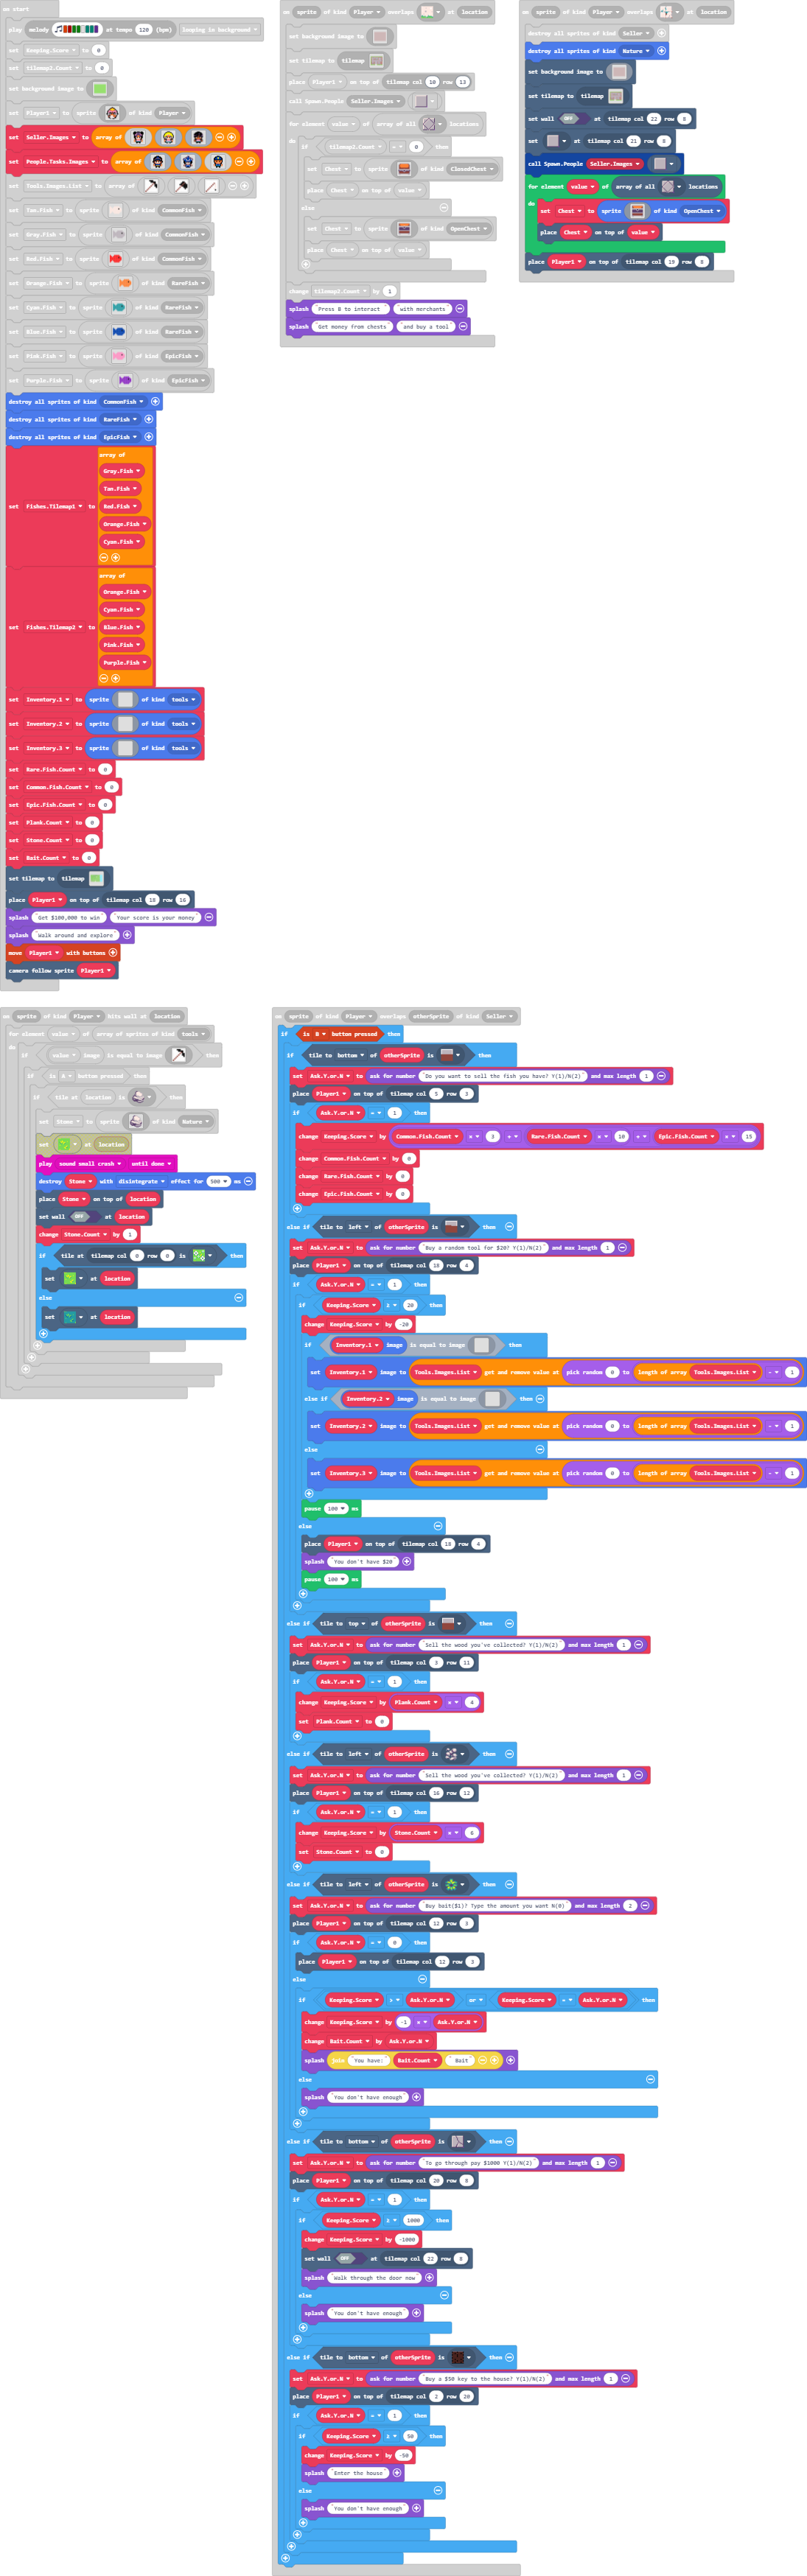 on start
play melody at tempo 120 (bpm) looping in background
set Keeping.Score to 0
set tilemap2.Count to 0
set background image to
set Player1 to sprite of kind Player
set Seller.Images to array of
set People.Tasks.Images to array of
set Tools.Images.List to array of
set Tan.Fish to sprite of kind CommonFish
set Gray.Fish to sprite of kind CommonFish
set Red.Fish to sprite of kind CommonFish
set Orange.Fish to sprite of kind RareFish
set Cyan.Fish to sprite of kind RareFish
set Blue.Fish to sprite of kind RareFish
set Pink.Fish to sprite of kind EpicFish
set Purple.Fish to sprite of kind EpicFish
destroy all sprites of kind CommonFish
destroy all sprites of kind RareFish
destroy all sprites of kind EpicFish
array of
Gray.Fish
Tan.Fish
Red.Fish
set Fishes.Tilemap1 to
Orange.Fish
Cyan.Fish
array of
Orange.Fish
Cyan.Fish
set Fishes.Tilemap2 to
Blue.Fish
Pink.Fish
Purple.Fish
set Inventory.1 to sprite of kind tools
set Inventory.2 to sprite of kind tools
set Inventory.3 to sprite of kind tools
set Rare.Fish.Count to 0
set Common.Fish.Count to 0
set Epic.Fish.Count to 0
set Plank.Count to 0
set Stone.Count to 0
set Bait.Count to 0
set tilemap to tilemap
place Player1 on top of tilemap col 18 row 16
splash "Get $100,000 to win" "Your score is your money"
splash "Walk around and explore"
move Player1 with buttons
camera follow sprite Player1
on sprite of kind Player overlaps at location
set background image to
set tilemap to tilemap
place Player1 on top of tilemap col 10 row 13
call Spawn.People Seller.Images
for element value of array of all locations
do if tilemap2.Count = 0 then
set Chest to sprite of kind ClosedChest
place Chest on top of value
else
set Chest to sprite of kind OpenChest
place Chest on top of value
change tilemap2.Count by 1
splash "Press B to interact" "with merchants"
splash "Get money from chests" "and buy a tool"
on sprite of kind Player overlaps at location
destroy all sprites of kind Seller
destroy all sprites of kind Nature
set background image to
set tilemap to tilemap
set wall OFF at tilemap col 22 row 8
set at tilemap col 21 row 8
call Spawn.People Seller.Images
for element value of array of all locations
do set Chest to sprite of kind OpenChest
place Chest on top of value
place Player1 on top of tilemap col 19 row 8
on sprite of kind Player hits wall at location
for element value of array of sprites of kind tools
do if value image is equal to image then
if is A button pressed then
if tile at location is then
set Stone to sprite of kind Nature
set at location
play sound small crash until done
destroy Stone with disintegrate effect for 500 ms
place Stone on top of location
set wall OFF at location
change Stone.Count by 1
if tile at tilemap col 0 row 0 is then
set at location
else
set at location
on sprite of kind Player overlaps otherSprite of kind Seller
if is B button pressed then
if tile to bottom of otherSprite is then
set Ask.Y.or.N to ask for number "Do you want to sell the fish you have? Y(1)/N(2)" and max length 1
place Player1 on top of tilemap col 5 row 3
if Ask.Y.or.N = 1 then
change Keeping.Score by Common.Fish.Count × 3 + Rare.Fish.Count × 10 + Epic.Fish.Count × 15
change Common.Fish.Count by 0
change Rare.Fish.Count by 0
change Epic.Fish.Count by 0
else if tile to left of otherSprite is then
set Ask.Y.or.N to ask for number "Buy a random tool for $20? Y(1)/N(2)" and max length 1
place Player1 on top of tilemap col 18 row 4
if Ask.Y.or.N = 1 then
if Keeping.Score ≥ 20 then
change Keeping.Score by -20
if Inventory.1 image is equal to image then
set Inventory.1 image to Tools.Images.List get and remove value at pick random 0 to length of array Tools.Images.List - 1
else if Inventory.2 image is equal to image then
set Inventory.2 image to Tools.Images.List get and remove value at pick random 0 to length of array Tools.Images.List - 1
else
set Inventory.3 image to Tools.Images.List get and remove value at pick random 0 to length of array Tools.Images.List - 1
pause 100 ms
else
place Player1 on top of tilemap col 18 row 4
splash "You don't have $20"
pause 100 ms
else if tile to top of otherSprite is then
set Ask.Y.or.N to ask for number "Sell the wood you've collected? Y(1)/N(2)" and max length 1
place Player1 on top of tilemap col 3 row 11
if Ask.Y.or.N = 1 then
change Keeping.Score by Plank.Count × 4
set Plank.Count to 0
else if tile to left of otherSprite is then
set Ask.Y.or.N to ask for number "Sell the wood you've collected? Y(1)/N(2)" and max length 1
place Player1 on top of tilemap col 16 row 12
if Ask.Y.or.N = 1 then
change Keeping.Score by Stone.Count × 6
set Stone.Count to 0
else if tile to left of otherSprite is then
set Ask.Y.or.N to ask for number "Buy bait($1)? Type the amount you want N(0)" and max length 2
place Player1 on top of tilemap col 12 row 3
if Ask.Y.or.N = 0 then
place Player1 on top of tilemap col 12 row 3
else
if Keeping.Score > Ask.Y.or.N or Keeping.Score = Ask.Y.or.N then
change Keeping.Score by -1 × Ask.Y.or.N
change Bait.Count by Ask.Y.or.N
splash join "You have:" Bait.Count "Bait"
else
splash "You don't have enough"
else if tile to bottom of otherSprite is then
set Ask.Y.or.N to ask for number "To go through pay $1000 Y(1)/N(2)" and max length 1
place Player1 on top of tilemap col 20 row 8
if Ask.Y.or.N = 1 then
if Keeping.Score ≥ 1000 then
change Keeping.Score by -1000
set wall OFF at tilemap col 22 row 8
splash "Walk through the door now"
else
splash "You don't have enough"
else if tile to bottom of otherSprite is then
set Ask.Y.or.N to ask for number "Buy a $50 key to the house? Y(1)/N(2)" and max length 1
place Player1 on top of tilemap col 2 row 20
if Ask.Y.or.N = 1 then
if Keeping.Score ≥ 50 then
change Keeping.Score by -50
splash "Enter the house"
else
splash "You don't have enough"